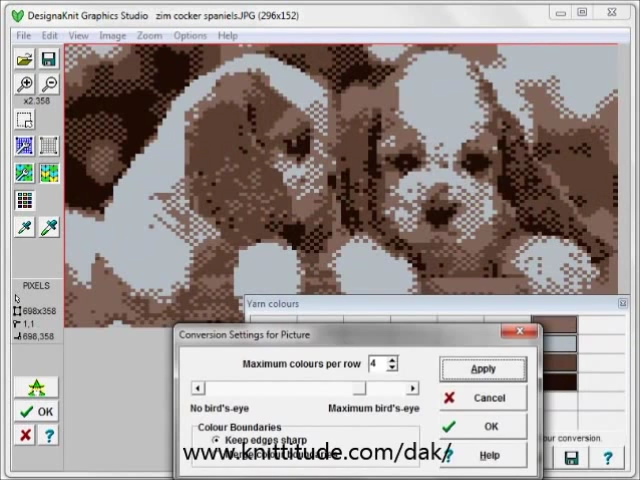 DesignaKnit Graphics Studio zim cocker spaniels.JPG (296x152)
File Edit View Image Zoom Options Help
x2.358
PIXELS
698x358
1,1
698,358
OK
?
Yarn colours
Conversion Settings for Picture
Maximum colours per row 4
Apply
No bird's-eye Maximum bird's-eye
Cancel
Colour Boundaries
Keep edges sharp
OK
www.knittitude.com/dak/
? Help
our conversion.
?